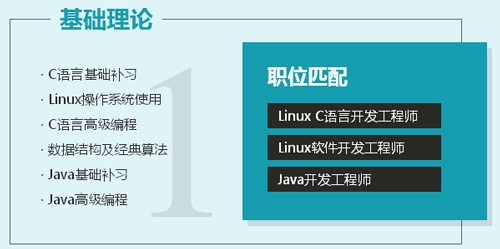 基础理论
· C语言基础补习
· Linux操作系统使用
· C语言高级编程
· 数据结构及经典算法
· Java基础补习
· Java高级编程
1
职位匹配
Linux C语言开发工程师
Linux软件开发工程师
Java开发工程师